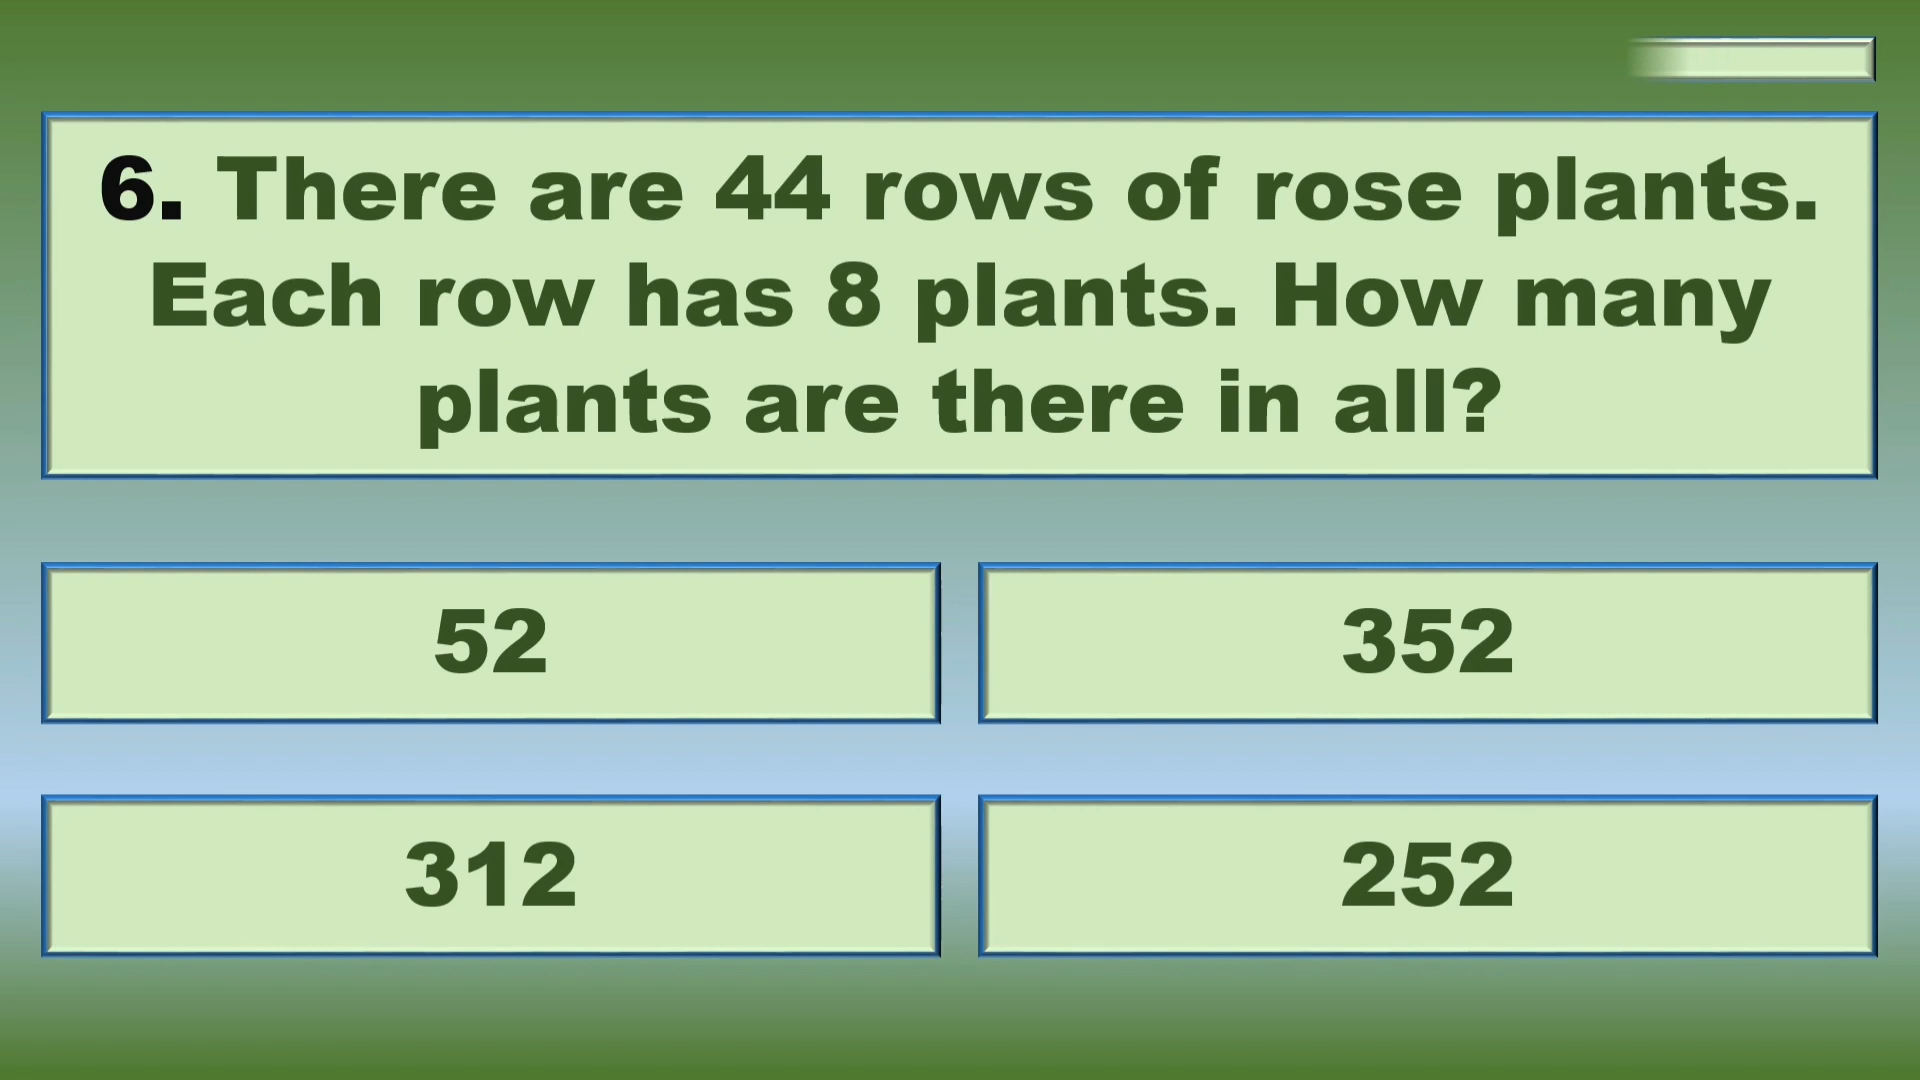 6. There are 44 rows of rose plants.
Each row has 8 plants. How many
plants are there in all?
52
352
312
252